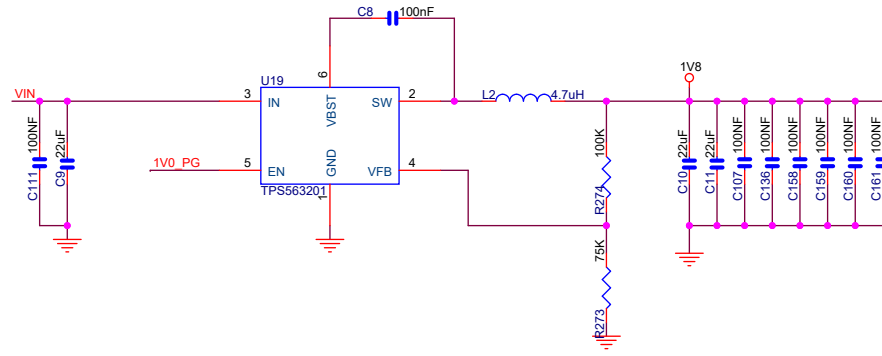 C8
100nF
1V8
U19
6
VIN
3
IN
VBST
SW
2
L2
4.7uH
100NF
22uF
C111
C9
1V0_PG
5
EN
GND
VFB
4
TPS563201
1
100K
R274
75K
R273
22uF
22uF
100NF
100NF
100NF
100NF
100NF
100NF
C10
C11
C107
C136
C158
C159
C160
C161